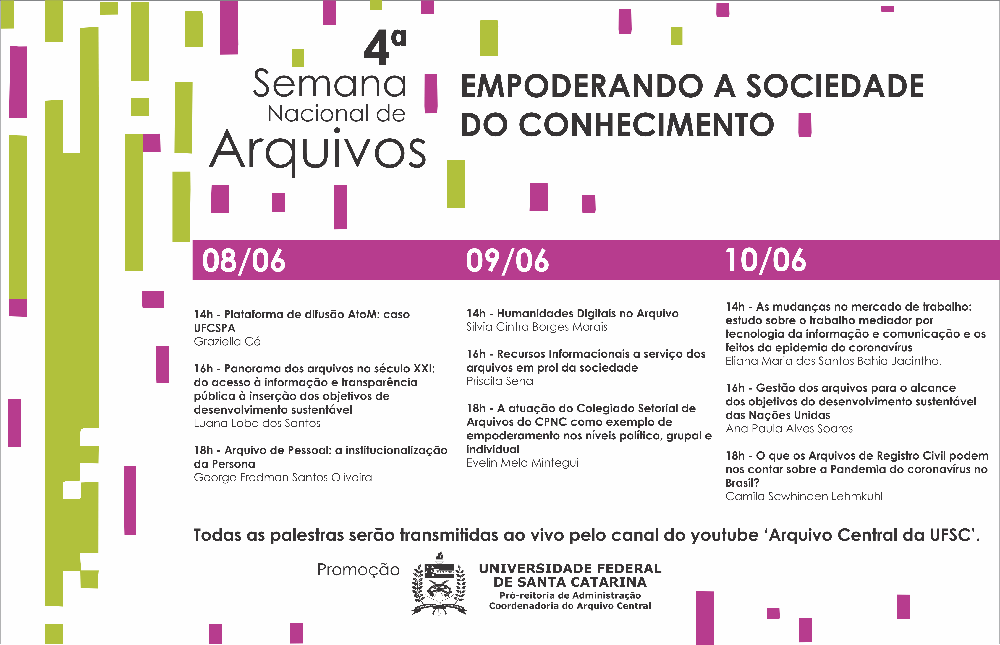 4ª
Semana
Nacional de
Arquivos
EMPODERANDO A SOCIEDADE
DO CONHECIMENTO
08/06
14h - Plataforma de difusão AtoM: caso
UFCSPA
Graziella Cé
16h - Panorama dos arquivos no século XXI:
do acesso à informação e transparência
pública à inserção dos objetivos de
desenvolvimento sustentável
Luana Lobo dos Santos
18h - Arquivo de Pessoal: a institucionalização
da Persona
George Fredman Santos Oliveira
09/06
14h - Humanidades Digitais no Arquivo
Silvia Cintra Borges Morais
16h - Recursos Informacionais a serviço dos
arquivos em prol da sociedade
Priscila Sena
18h - A atuação do Colegiado Setorial de
Arquivos do CPNC como exemplo de
empoderamento nos níveis político, grupal e
individual
Evelin Melo Mintegui
10/06
14h - As mudanças no mercado de trabalho:
estudo sobre o trabalho mediador por
tecnologia da informação e comunicação e os
feitos da epidemia do coronavírus
Eliana Maria dos Santos Bahia Jacintho.
16h - Gestão dos arquivos para o alcance
dos objetivos do desenvolvimento sustentável
das Nações Unidas
Ana Paula Alves Soares
18h - O que os Arquivos de Registro Civil podem
nos contar sobre a Pandemia do coronavírus no
Brasil?
Camila Scwhinden Lehmkuhl
Todas as palestras serão transmitidas ao vivo pelo canal do youtube ‘Arquivo Central da UFSC’.
Promoção
ARS ET SCIENTIA
UNIVERSIDADE FEDERAL DE SANTA CATARINA
UNIVERSIDADE FEDERAL
DE SANTA CATARINA
Pró-reitoria de Administração
Coordenadoria do Arquivo Central